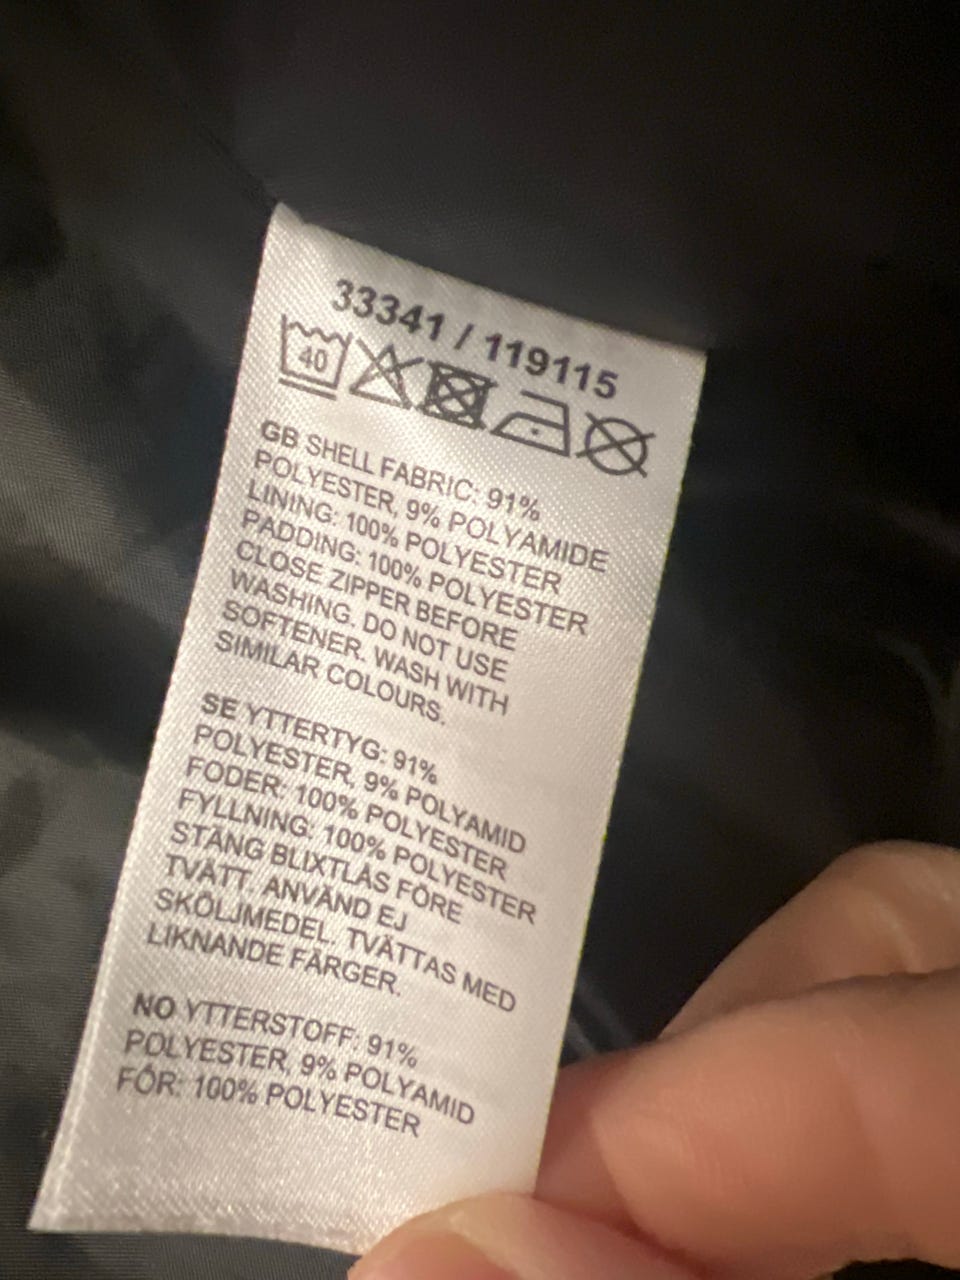 33341 / 119115
40
GB SHELL FABRIC: 91%
POLYESTER, 9% POLYAMIDE
LINING: 100% POLYESTER
PADDING: 100% POLYESTER
CLOSE ZIPPER BEFORE
WASHING. DO NOT USE
SOFTENER. WASH WITH
SIMILAR COLOURS.
SE YTTERTYG: 91%
POLYESTER, 9% POLYAMID
FODER: 100% POLYESTER
FYLLNING: 100% POLYESTER
STÄNG BLIXTLÅS FÖRE
TVÄTT. ANVÄND EJ
SKÖLJMEDEL. TVÄTTAS MED
LIKNANDE FÄRGER.
NO YTTERSTOFF: 91%
POLYESTER, 9% POLYAMID
FÓR: 100% POLYESTER